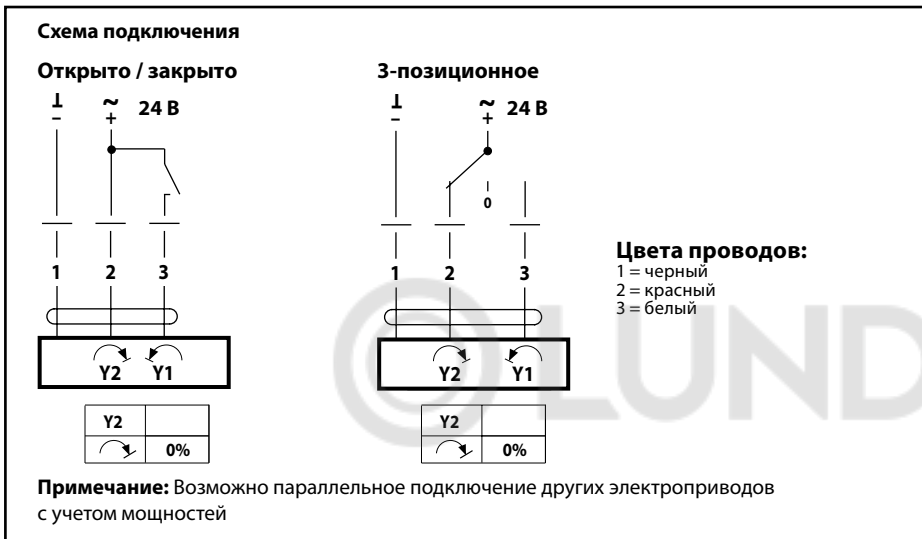 Схема подключения
Открыто / закрыто
3-позиционное
⊥ ~ 24 В
– +
⊥ ~ 24 В
– +
0
1 2 3
1 2 3
Цвета проводов:
1 = черный
2 = красный
3 = белый
Y2 Y1
Y2 Y1
Y2
0%
Y2
0%
LUND
Примечание: Возможно параллельное подключение других электроприводов
с учетом мощностей